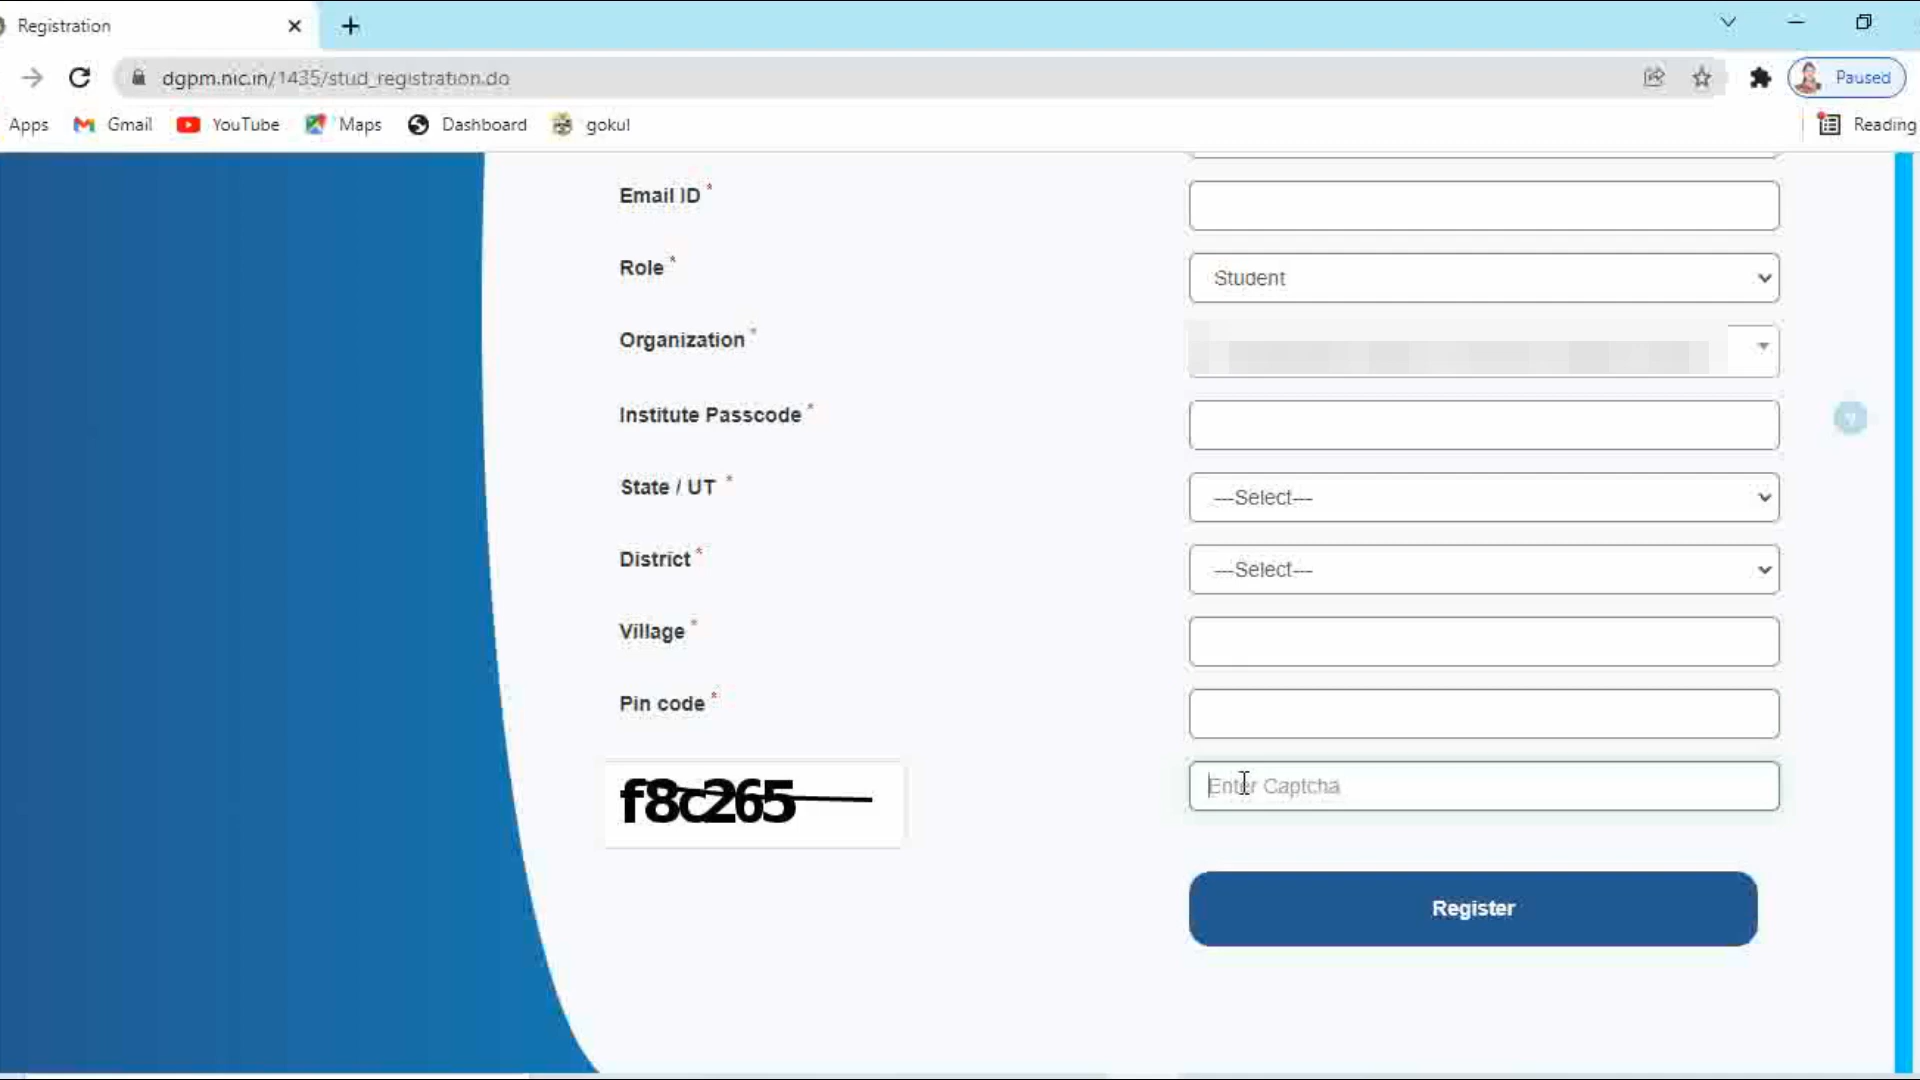 Registration
dgpm.nic.in/1435/stud_registration.do
Paused
Apps Gmail YouTube Maps Dashboard gokul Reading
Email ID *
Role * Student
Organization *
Institute Passcode *
State / UT * ---Select---
District * ---Select---
Village *
Pin code *
f8c265 Enter Captcha
Register